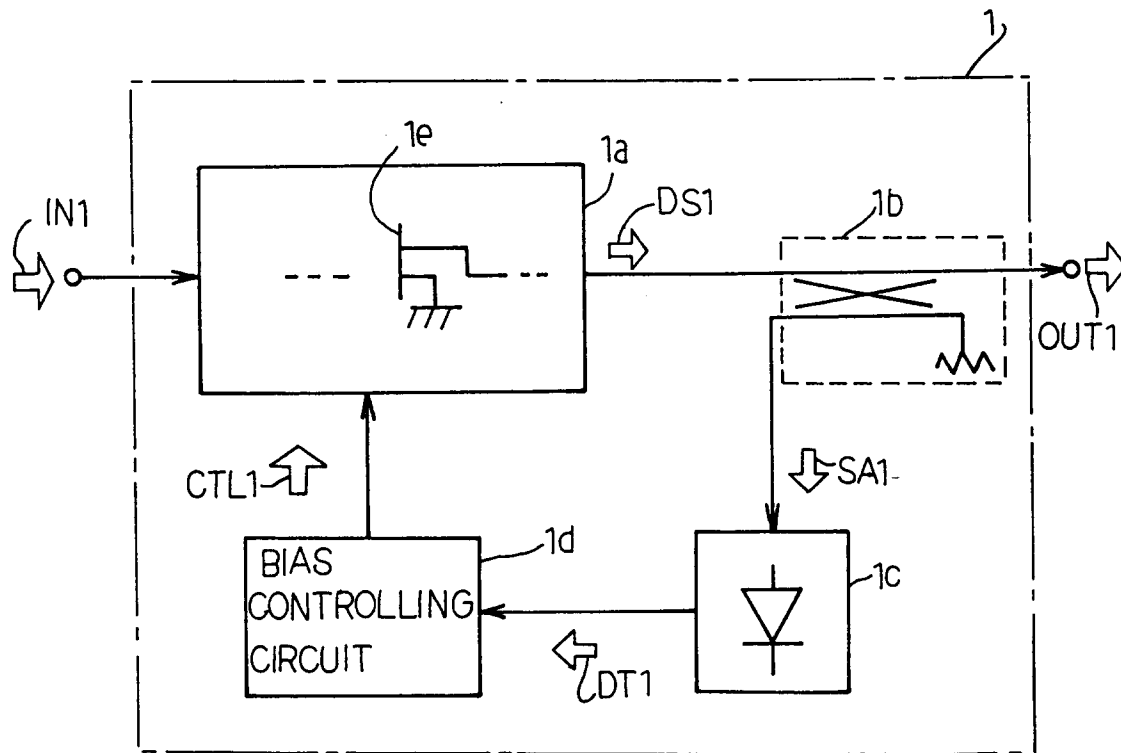 1
1e
1a
IN1
DS1
1b
OUT1
CTL1
SA1
1d
1c
BIAS
CONTROLLING
CIRCUIT
DT1